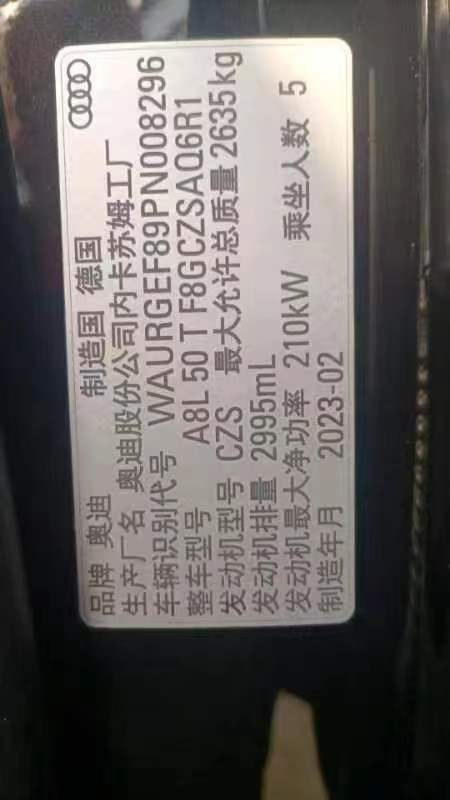 品牌 奥迪 制造国 德国
生产厂名 奥迪股份公司内卡苏姆工厂
车辆识别代号 WAURGEF89PN008296
整车型号 A8L 50 T F8GCZSAQ6R1
发动机型号 CZS 最大允许总质量 2635kg
发动机排量 2995mL
发动机最大净功率 210kW 乘坐人数 5
制造年月 2023-02